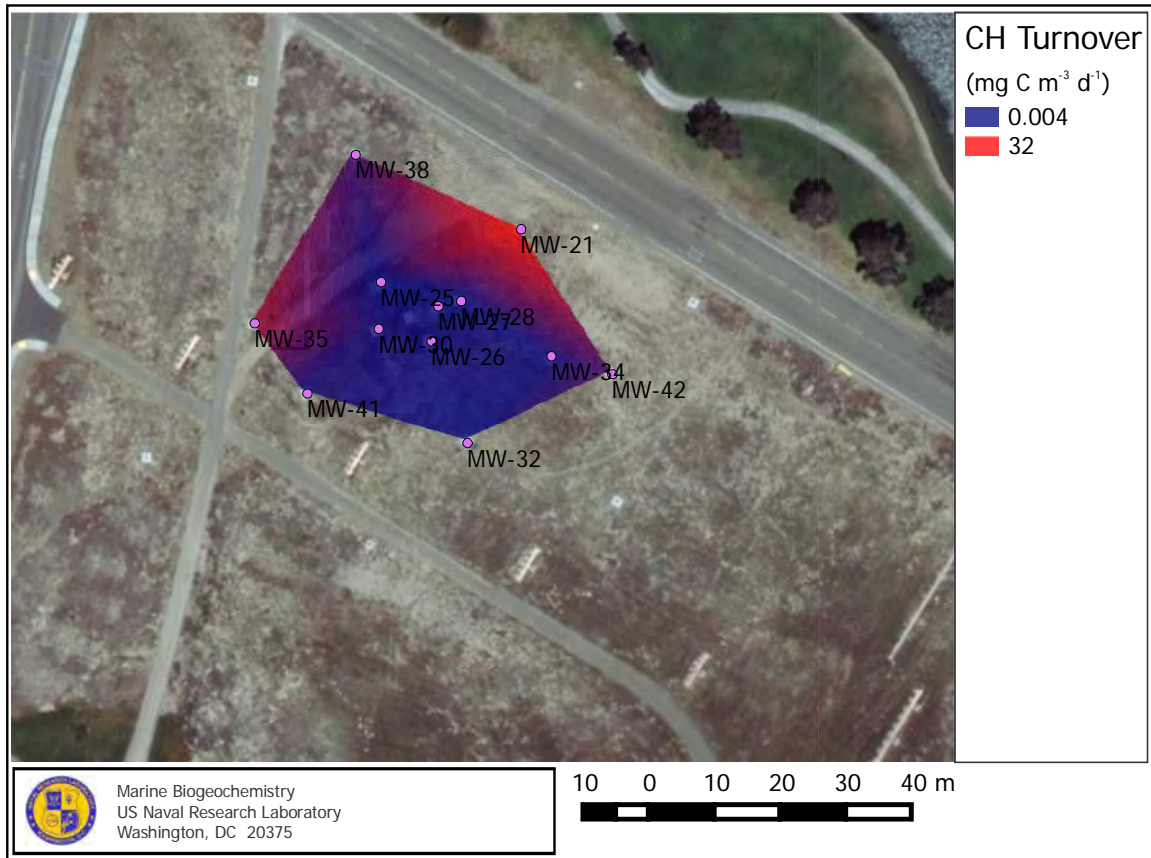 CH Turnover
(mg C m⁻³ d⁻¹)
0.004
32
MW-38
MW-21
MW-25
MW-28
MW-27
MW-35
MW-30
MW-26
MW-34
MW-42
MW-41
MW-32
Marine Biogeochemistry
US Naval Research Laboratory
Washington, DC 20375
10 0 10 20 30 40 m